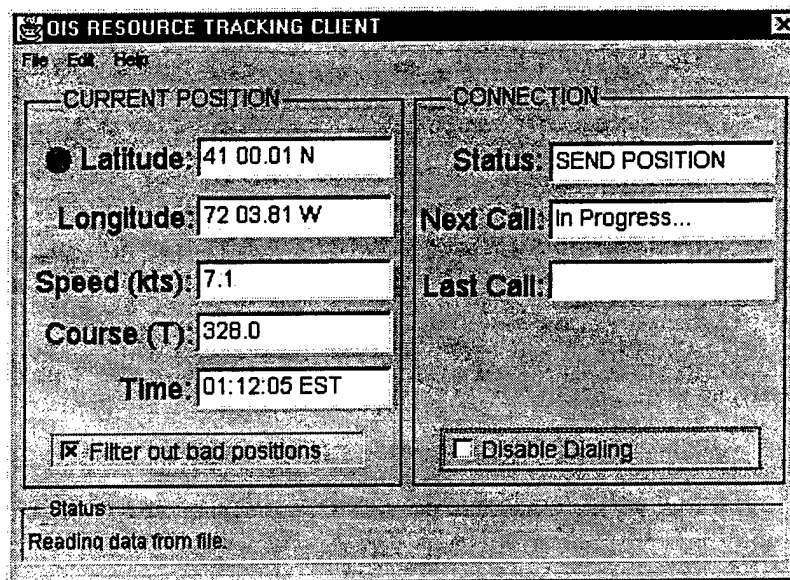 OIS RESOURCE TRACKING CLIENT
File Edit Help
CURRENT POSITION
Latitude: 41 00.01 N
Longitude: 72 03.81 W
Speed (kts): 7.1
Course (T): 328.0
Time: 01:12:05 EST
Filter out bad positions
CONNECTION
Status: SEND POSITION
Next Call: In Progress...
Last Call:
Disable Dialing
Status
Reading data from file.